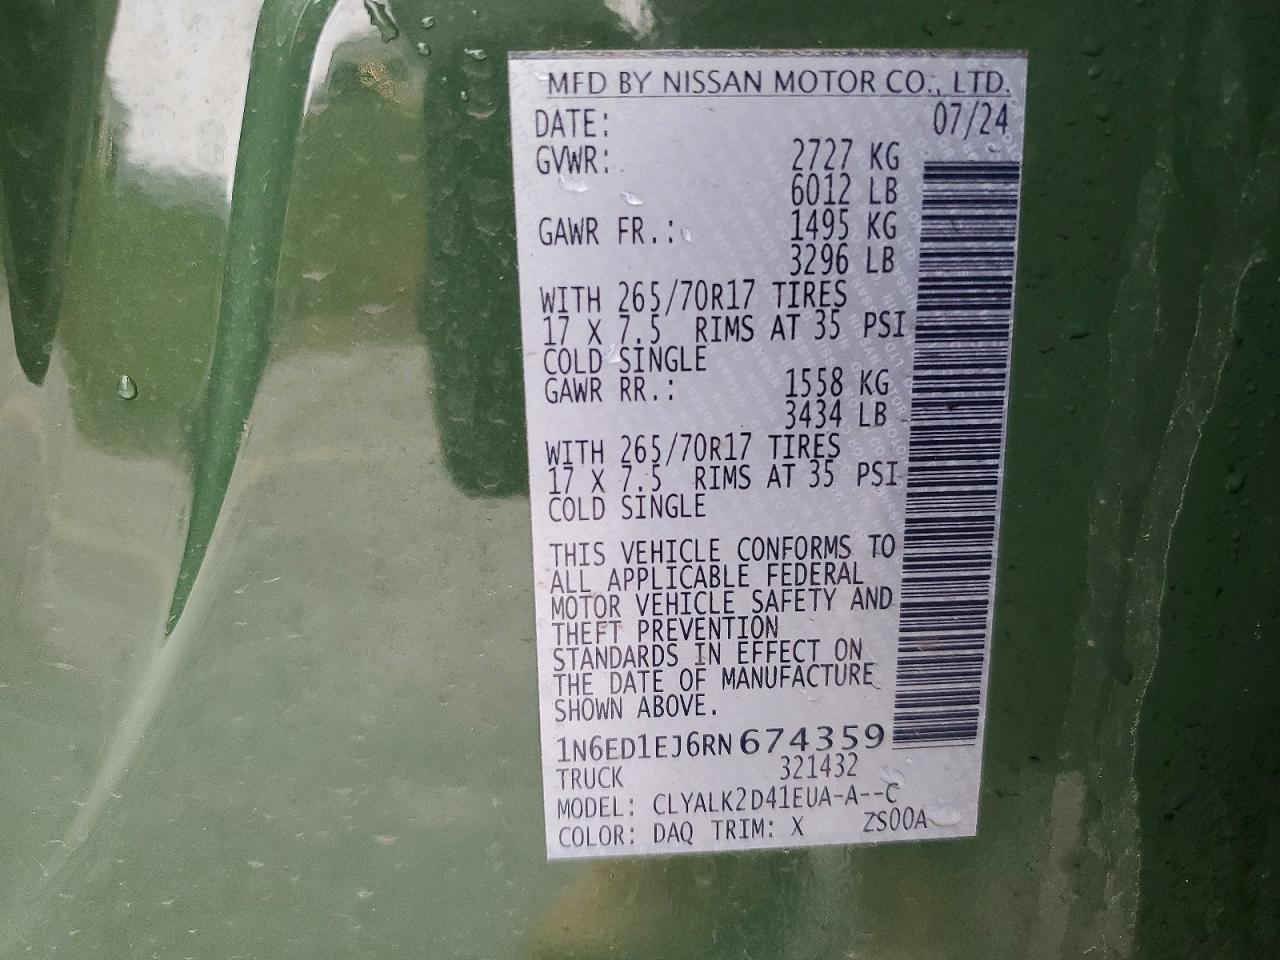 MFD BY NISSAN MOTOR CO., LTD.
DATE: 07/24
GVWR: 2727 KG
6012 LB
GAWR FR.: 1495 KG
3296 LB
WITH 265/70R17 TIRES
17 X 7.5 RIMS AT 35 PSI
COLD SINGLE
GAWR RR.: 1558 KG
3434 LB
WITH 265/70R17 TIRES
17 X 7.5 RIMS AT 35 PSI
COLD SINGLE
THIS VEHICLE CONFORMS TO
ALL APPLICABLE FEDERAL
MOTOR VEHICLE SAFETY AND
THEFT PREVENTION
STANDARDS IN EFFECT ON
THE DATE OF MANUFACTURE
SHOWN ABOVE.
1N6ED1EJ6RN674359
TRUCK 321432
MODEL: CLYALK2D41EUA-A--C
COLOR: DAQ TRIM: X ZS00A